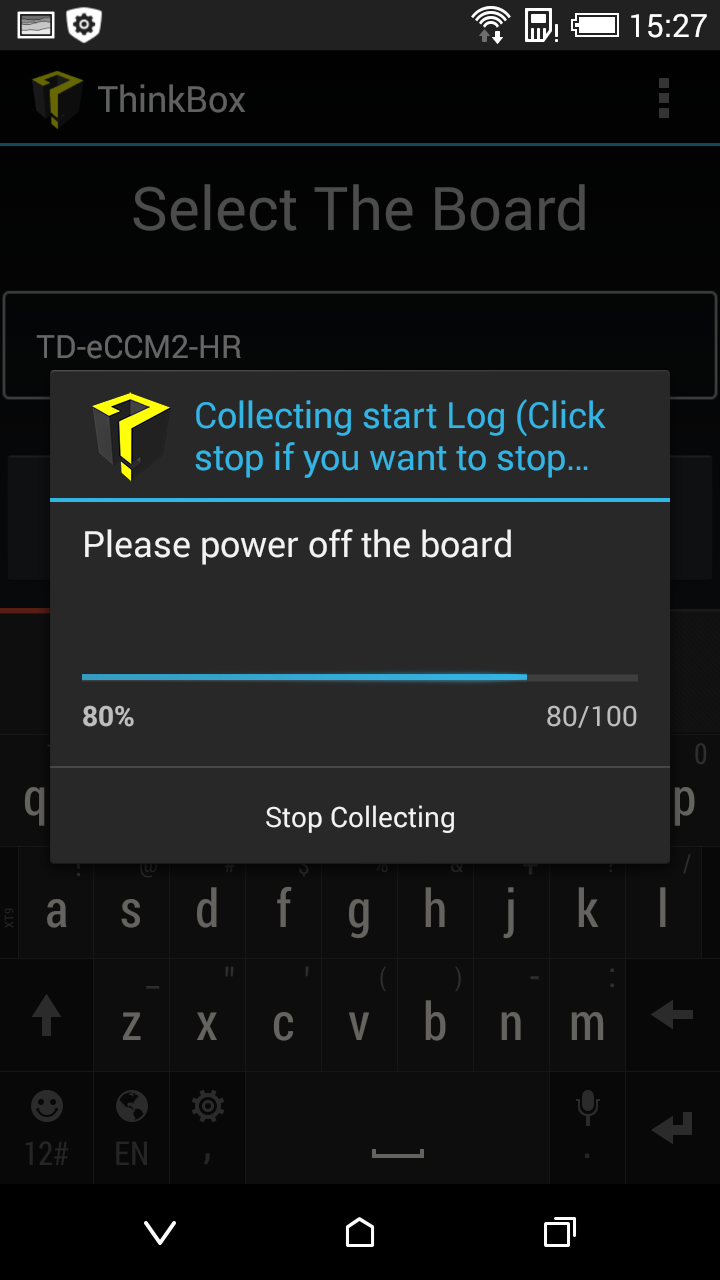 15:27
ThinkBox
Select The Board
TD-eCCM2-HR
Collecting start Log (Click
stop if you want to stop...
Please power off the board
80%
80/100
Stop Collecting
0
q
p
! @ # $ % & + ? /
XT9
a s d f g h j k l
_ " ' ( ) - :
z x c v b n m
12# EN , .